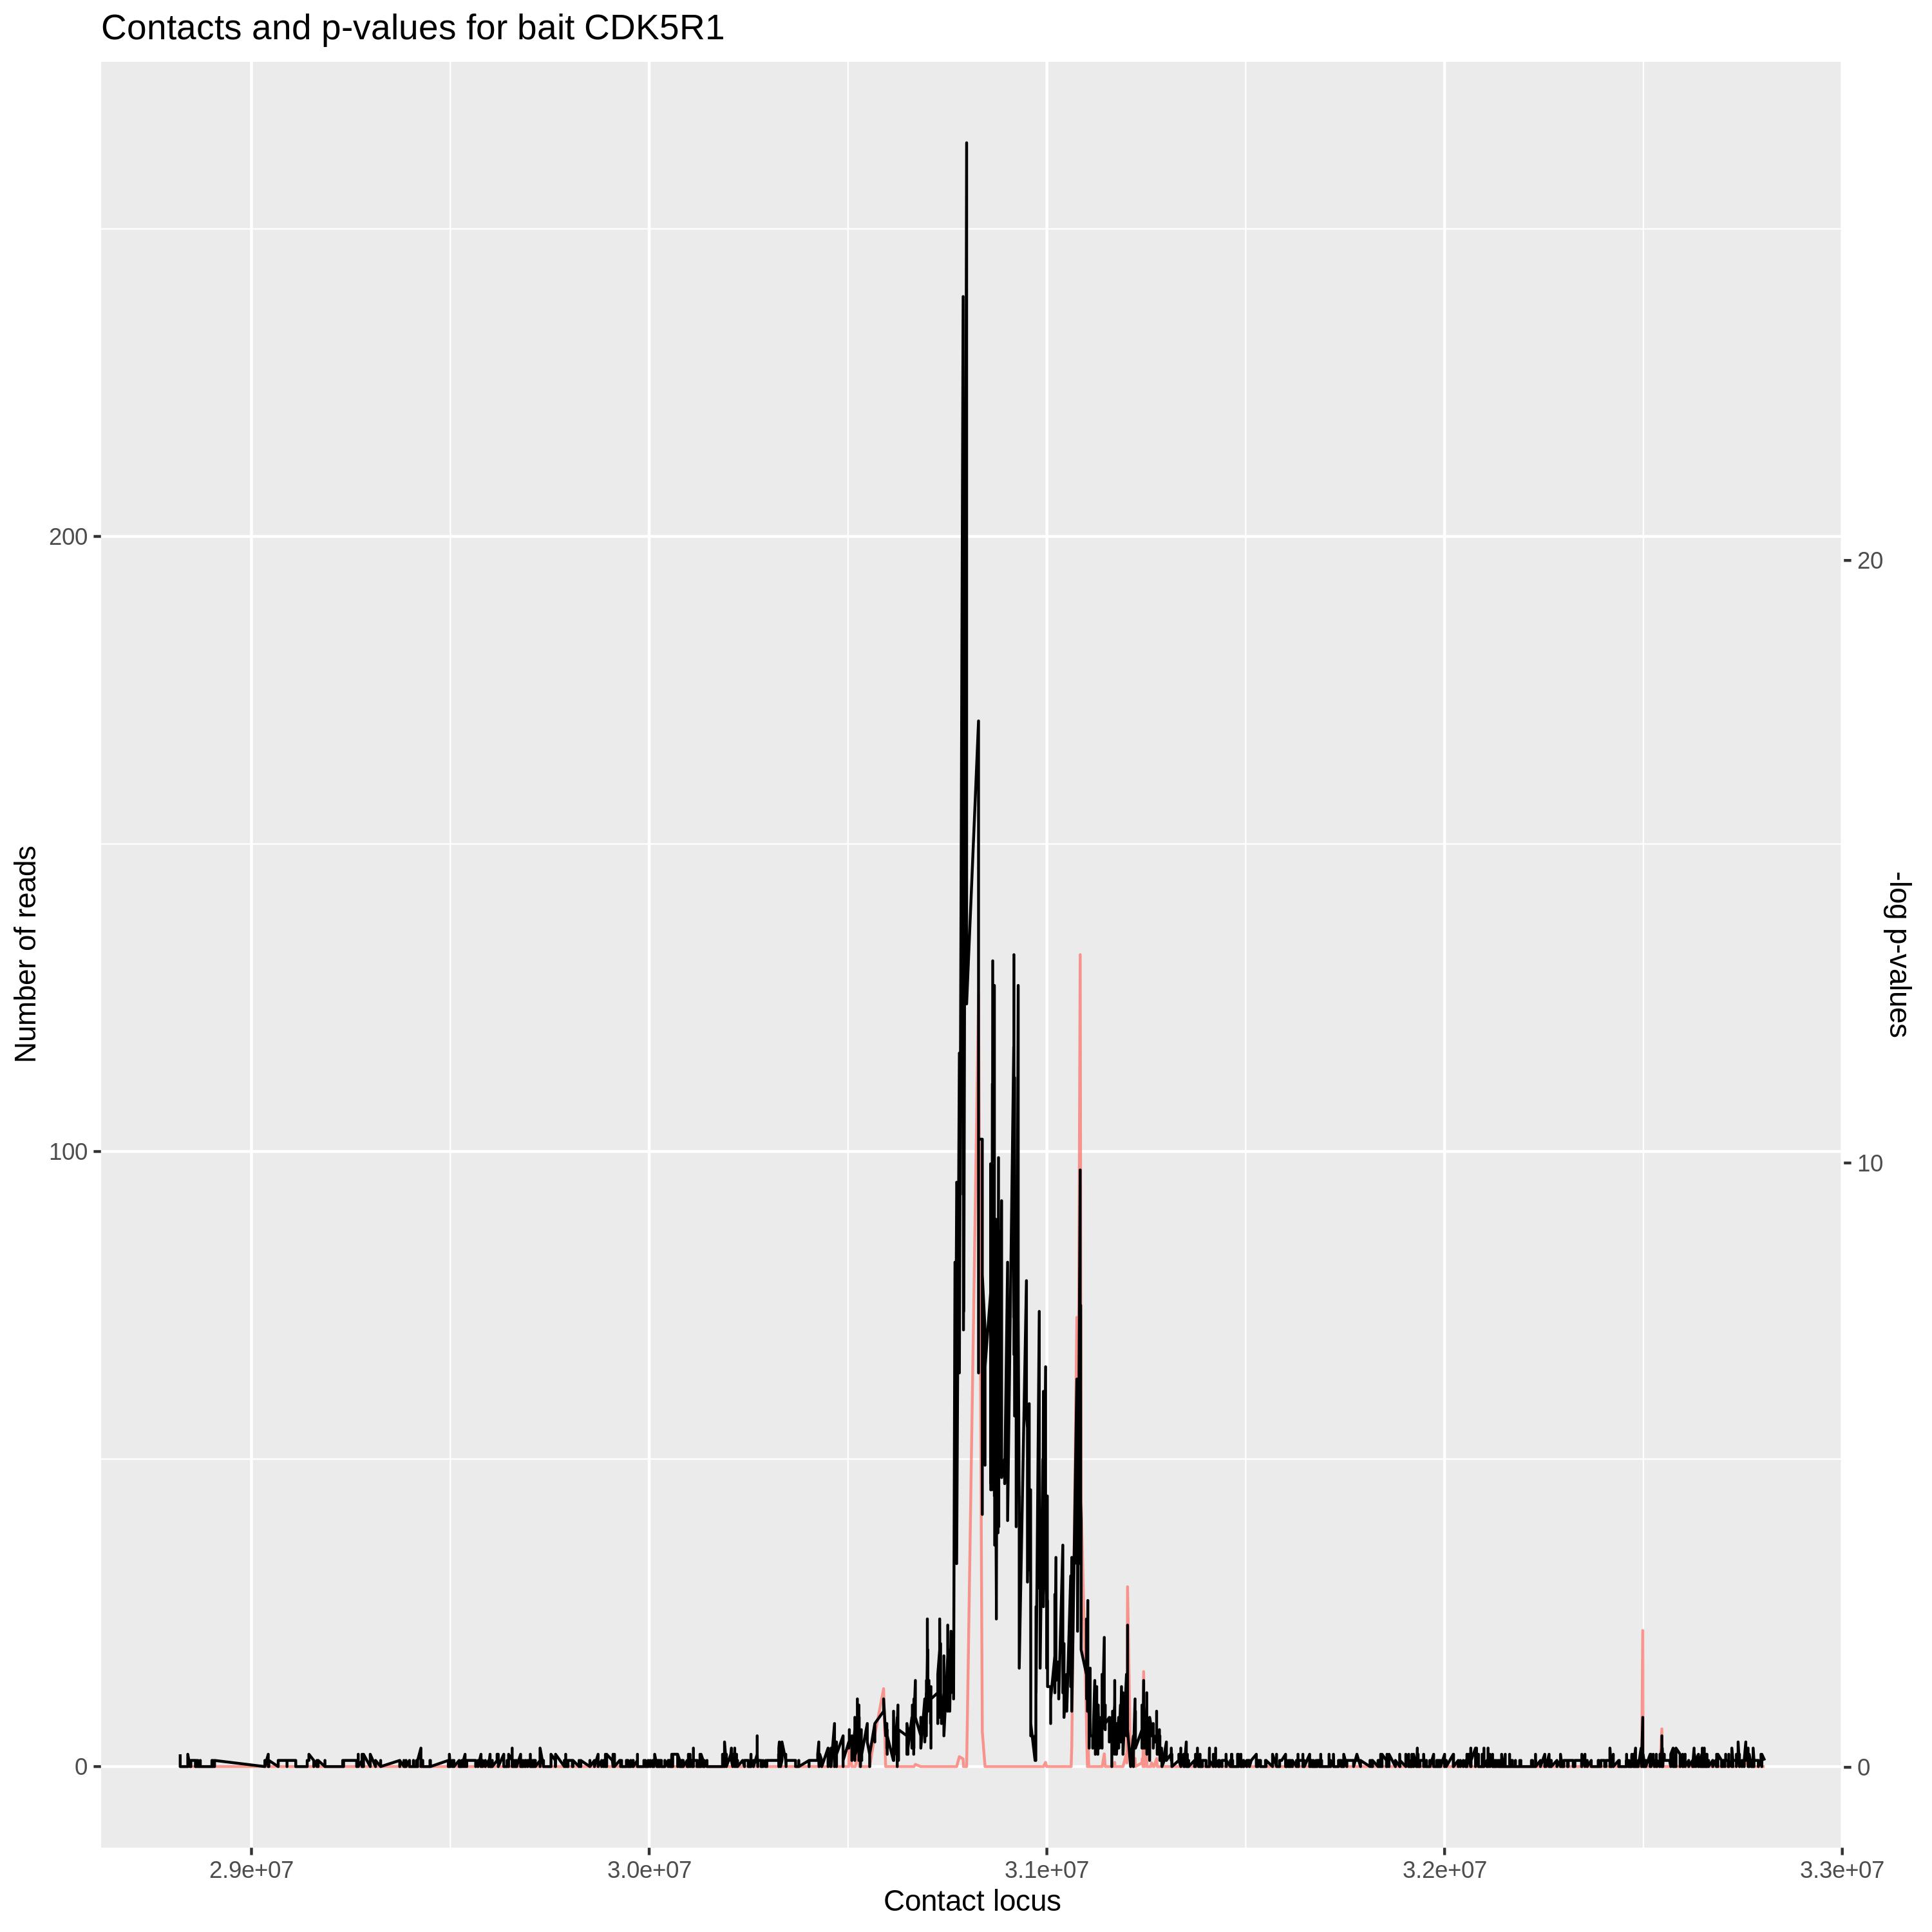 Contacts and p-values for bait CDK5R1
Number of reads
200
100
0
20
10
0
-log p-values
2.9e+07
3.0e+07
3.1e+07
3.2e+07
3.3e+07
Contact locus